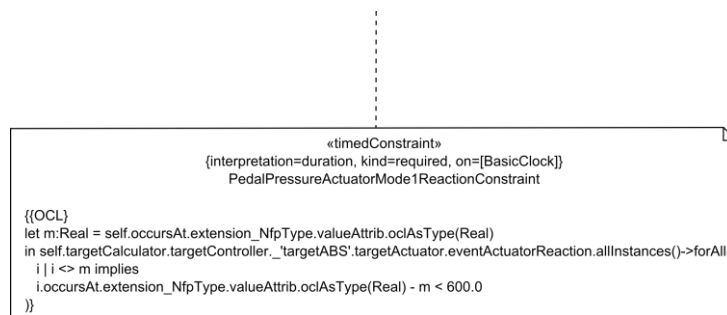 «timedConstraint»
{interpretation=duration, kind=required, on=[BasicClock]}
PedalPressureActuatorMode1ReactionConstraint
{{OCL}
let m:Real = self.occursAt.extension_NfpType.valueAttrib.oclAsType(Real)
in self.targetCalculator.targetController._'targetABS'.targetActuator.eventActuatorReaction.allInstances()->forAll
i | i <> m implies
i.occursAt.extension_NfpType.valueAttrib.oclAsType(Real) - m < 600.0
)}